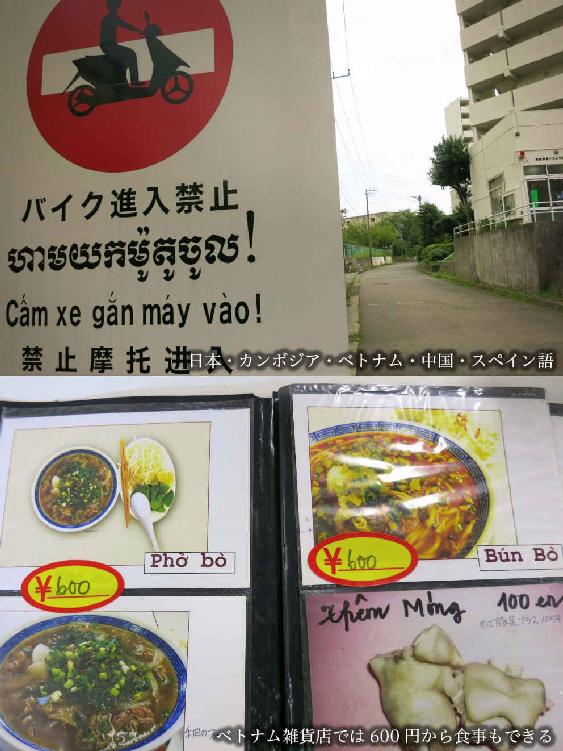 バイク進入禁止
ហាមយកម៉ូតូចូល!
Cấm xe gắn máy vào!
禁止摩托进入
日本・カンボジア・ベトナム・中国・スペイン語
Phở bò
¥600
Bún Bò
¥600
thêm Móng 100 en
ベトナム雑貨店では600円から食事もできる